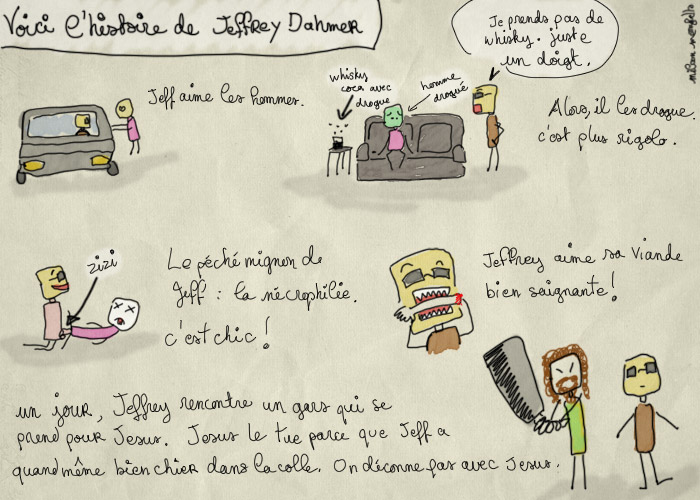 Voici l'histoire de Jeffrey Dahmer
Jeff aime les hommes.
whisky
coca avec
drogue
homme
drogué
Je prends pas de
whisky. juste
un doigt.
Alors, il les drogue.
c'est plus rigolo.
zizi
Le péché mignon de
Jeff : la nécrophilie.
c'est chic !
Jeffrey aime sa viande
bien saignante !
un jour, Jeffrey rencontre un gars qui se
prend pour Jesus. Jesus le tue parce que Jeff a
quand même bien chier dans la colle. On déconne pas avec Jesus.